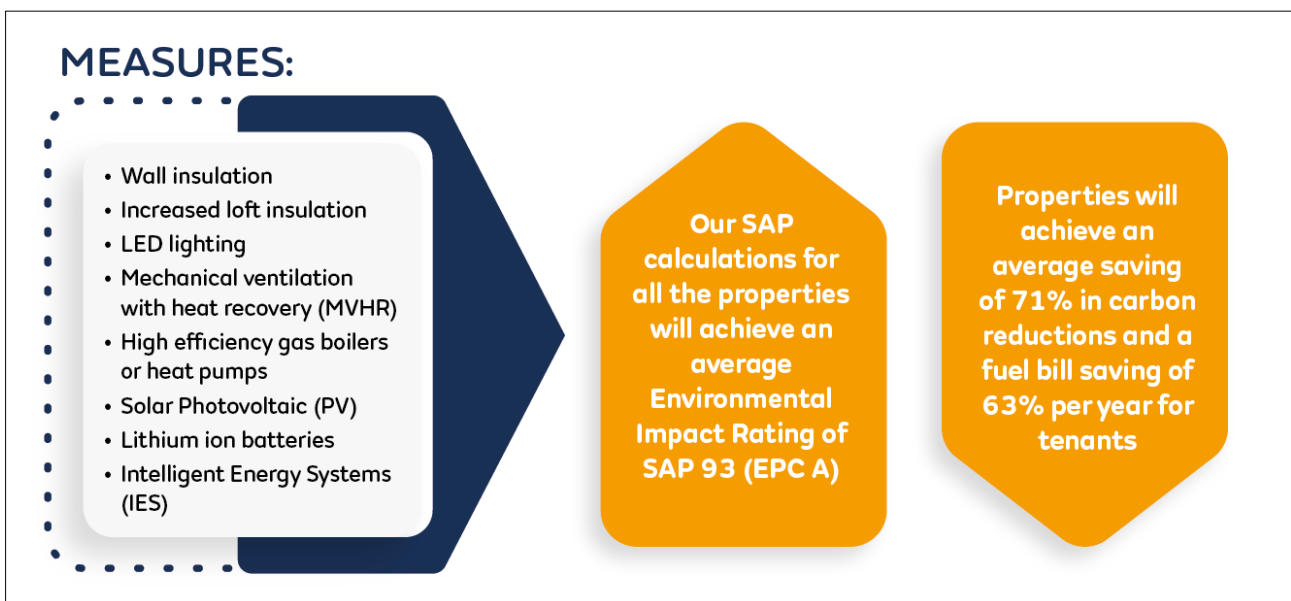 MEASURES:
• Wall insulation
• Increased loft insulation
• LED lighting
• Mechanical ventilation
with heat recovery (MVHR)
• High efficiency gas boilers
or heat pumps
• Solar Photovoltaic (PV)
• Lithium ion batteries
• Intelligent Energy Systems
(IES)
Our SAP
calculations for
all the properties
will achieve an
average
Environmental
Impact Rating of
SAP 93 (EPC A)
Properties will
achieve an
average saving
of 71% in carbon
reductions and a
fuel bill saving of
63% per year for
tenants